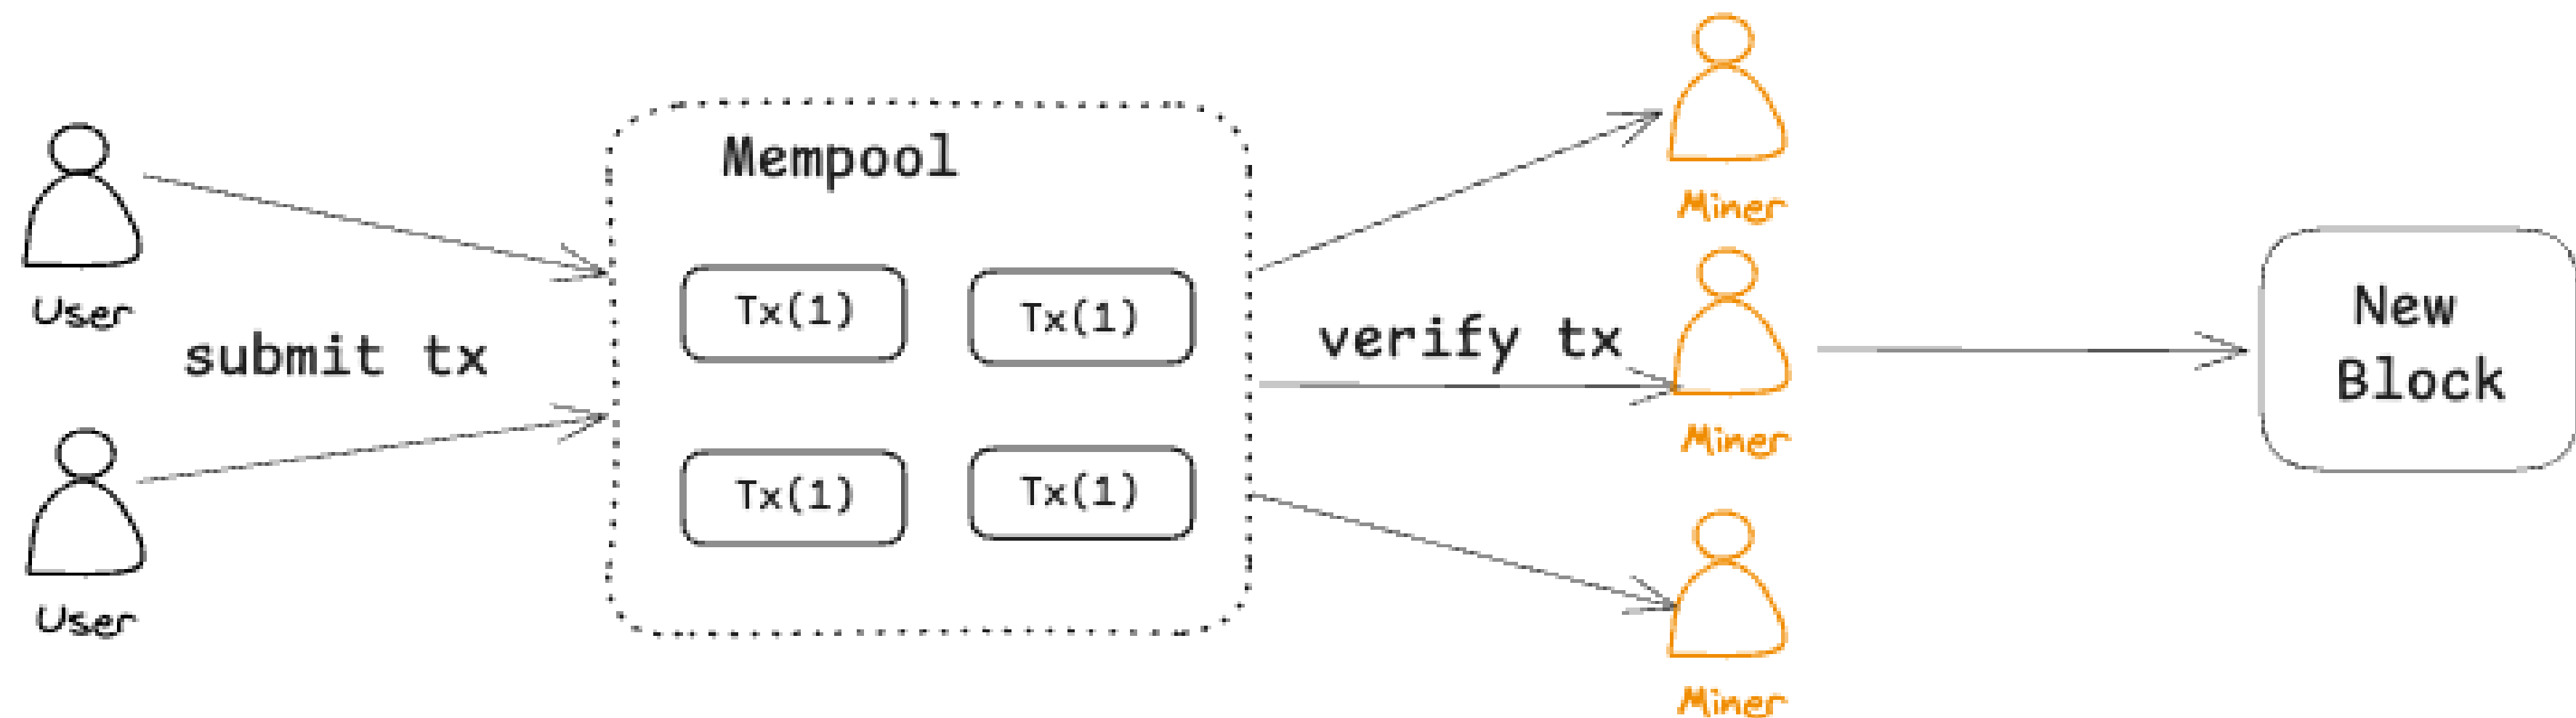 User
submit tx
User
Mempool
Tx(1) Tx(1)
Tx(1) Tx(1)
verify tx
Miner
Miner
Miner
New
Block